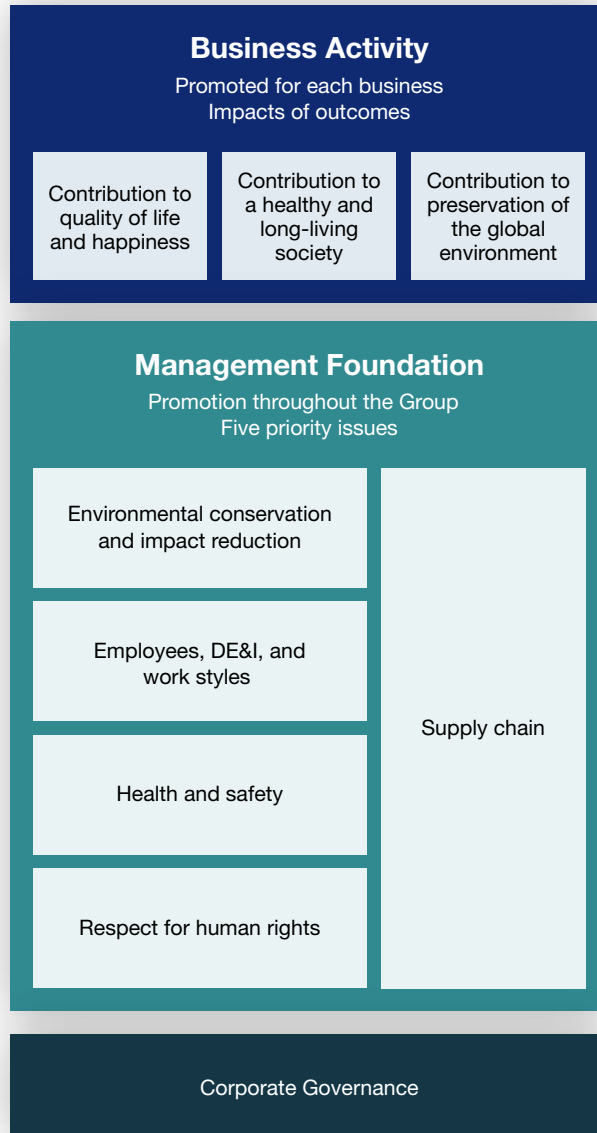 Business Activity
Promoted for each business
Impacts of outcomes
Contribution to
quality of life
and happiness
Contribution to
a healthy and
long-living
society
Contribution to
preservation of
the global
environment
Management Foundation
Promotion throughout the Group
Five priority issues
Environmental conservation
and impact reduction
Employees, DE&I, and
work styles
Health and safety
Respect for human rights
Supply chain
Corporate Governance